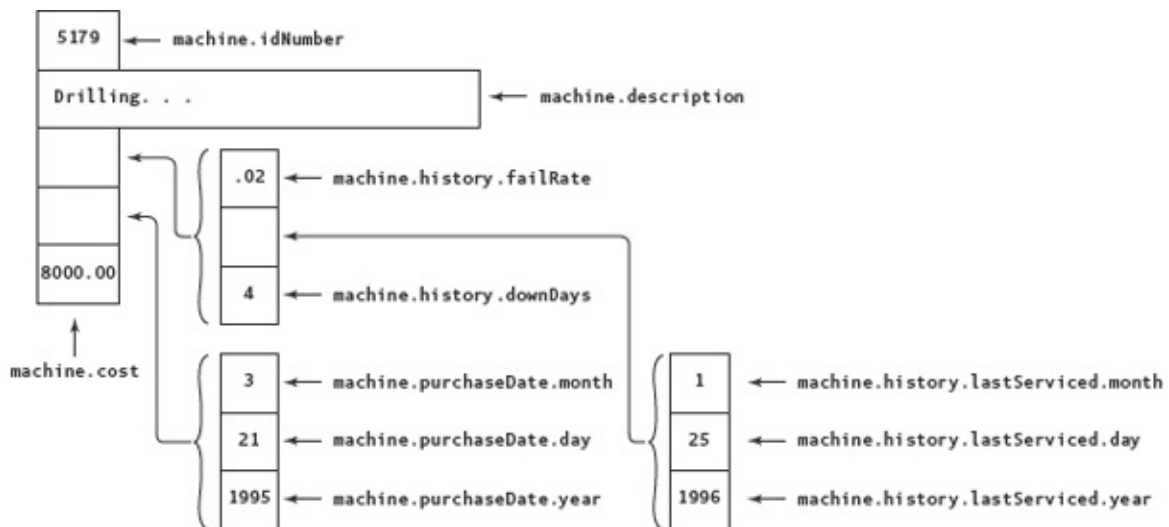 5179 machine.idNumber
Drilling. . . machine.description
.02 machine.history.failRate
8000.00
4 machine.history.downDays
machine.cost
3 machine.purchaseDate.month
1 machine.history.lastServiced.month
21 machine.purchaseDate.day
25 machine.history.lastServiced.day
1995 machine.purchaseDate.year
1996 machine.history.lastServiced.year